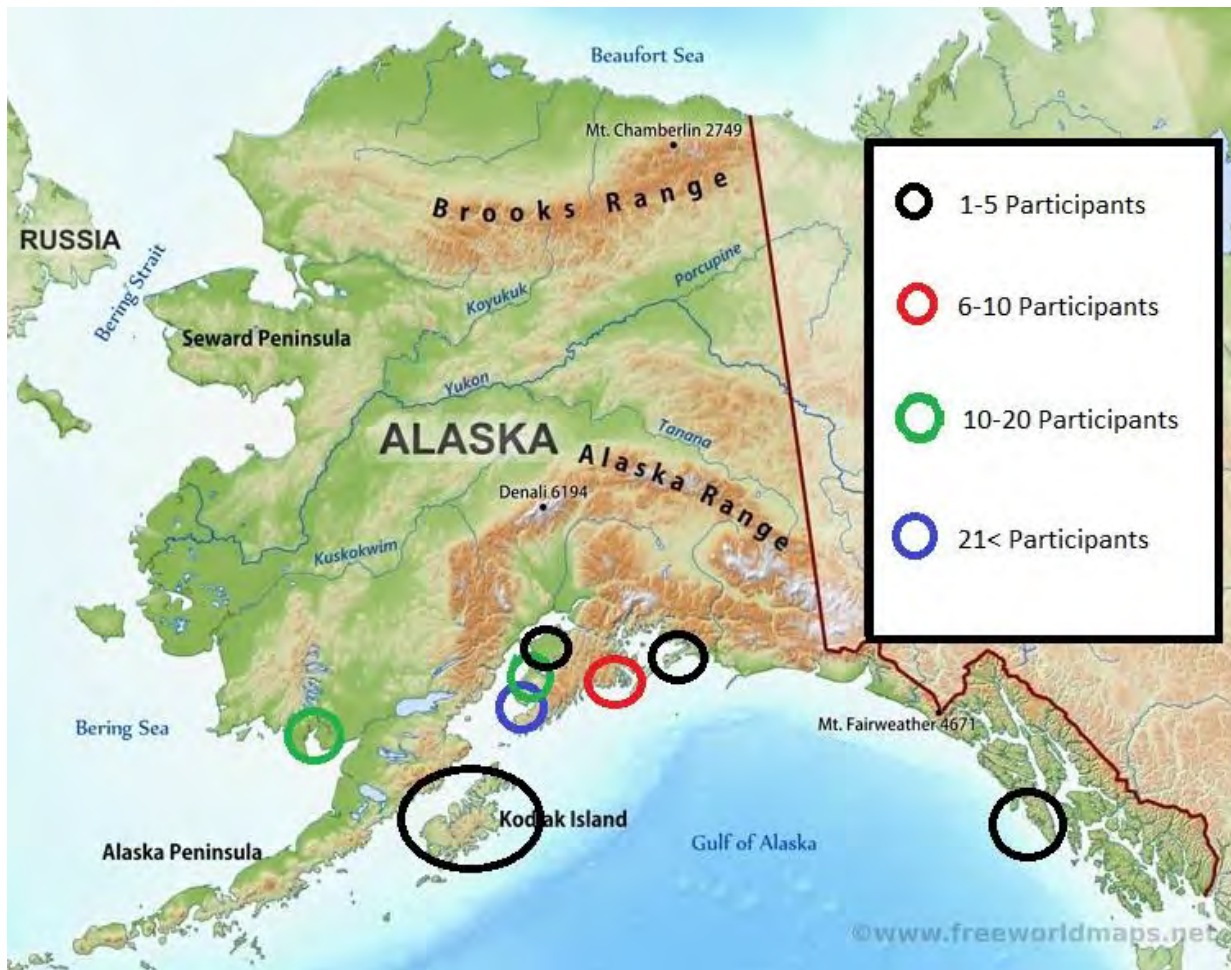 Beaufort Sea
Mt. Chamberlin 2749
Brooks Range
RUSSIA
Bering Strait
Porcupine
Koyukuk
Seward Peninsula
Yukon
ALASKA
Tanana
Alaska Range
Denali 6194
Kuskokwim
Bering Sea
Mt. Fairweather 4671
Kodiak Island
Gulf of Alaska
Alaska Peninsula
©www.freeworldmaps.net
1-5 Participants
6-10 Participants
10-20 Participants
21< Participants